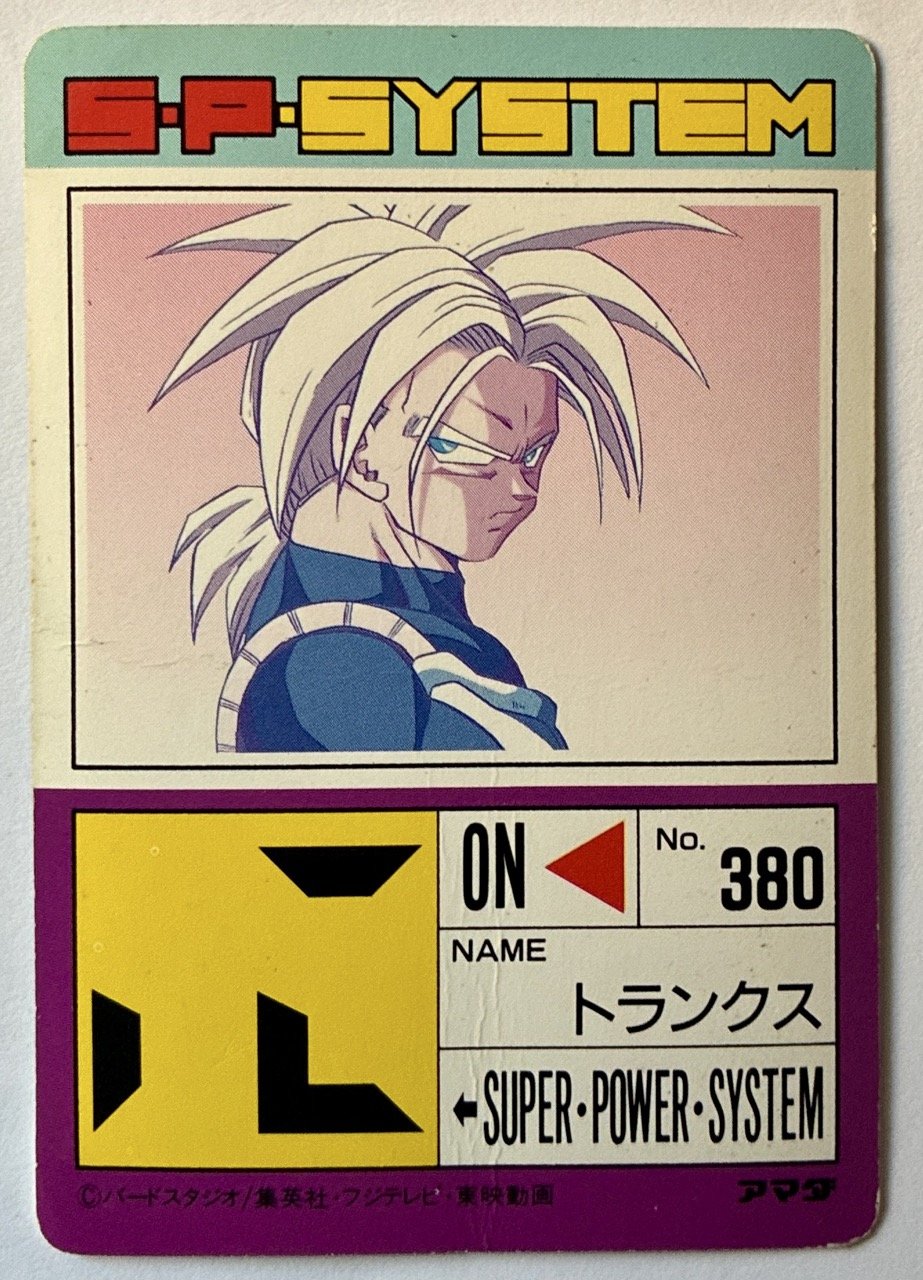 S·P·SYSTEM
ON
No. 380
NAME
トランクス
SUPER・POWER・SYSTEM
©バードスタジオ/集英社・フジテレビ・東映動画
アマダ